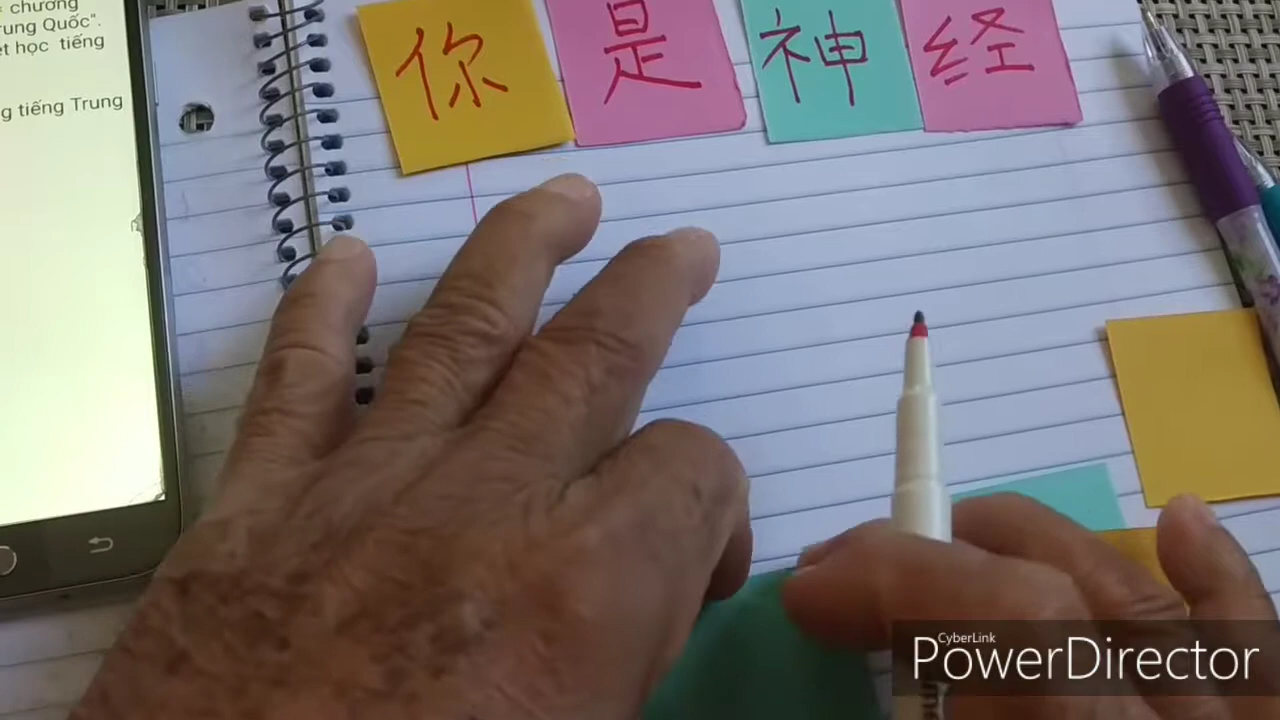 chương
rung Quốc".
ết học tiếng
g tiếng Trung
你是神经
CyberLink
PowerDirector